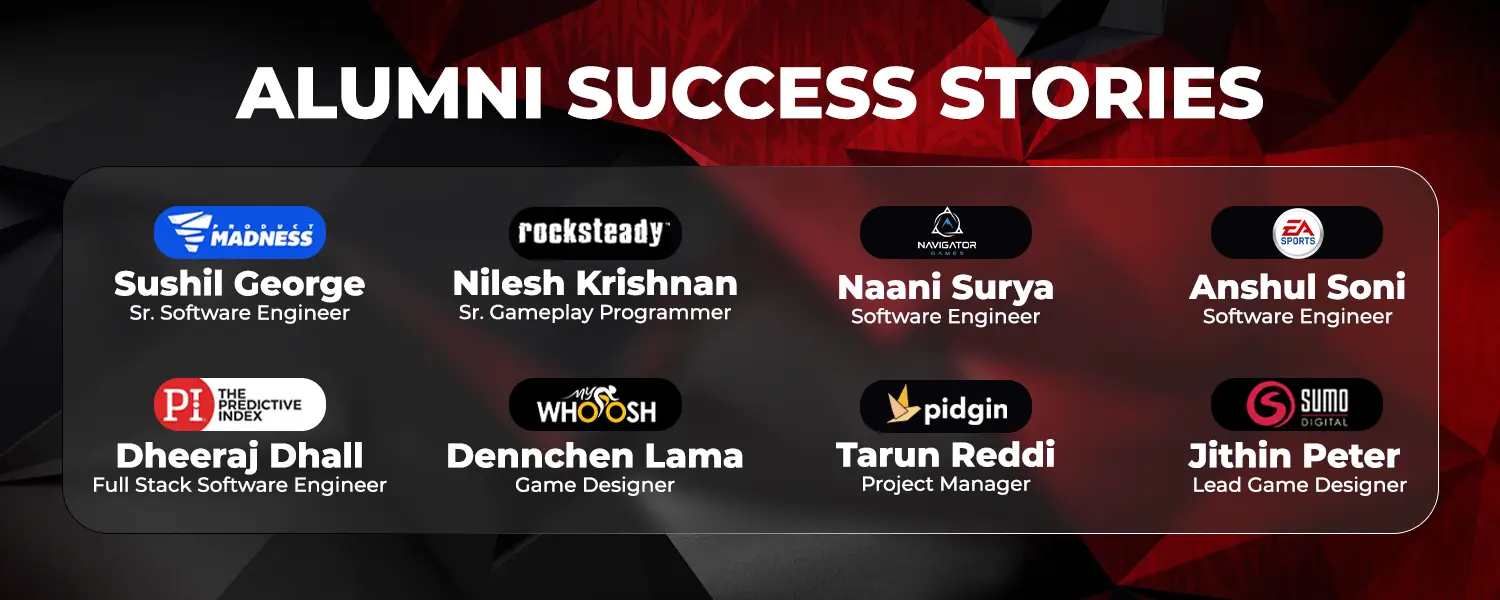 ALUMNI SUCCESS STORIES
PRODUCT
MADNESS
Sushil George
Sr. Software Engineer
rocksteady™
Nilesh Krishnan
Sr. Gameplay Programmer
NAVIGATOR
GAMES
Naani Surya
Software Engineer
EA
SPORTS
Anshul Soni
Software Engineer
PI
THE
PREDICTIVE
INDEX
Dheeraj Dhall
Full Stack Software Engineer
MY
WHOOSH
Dennchen Lama
Game Designer
pidgin
Tarun Reddi
Project Manager
SUMO
DIGITAL
Jithin Peter
Lead Game Designer